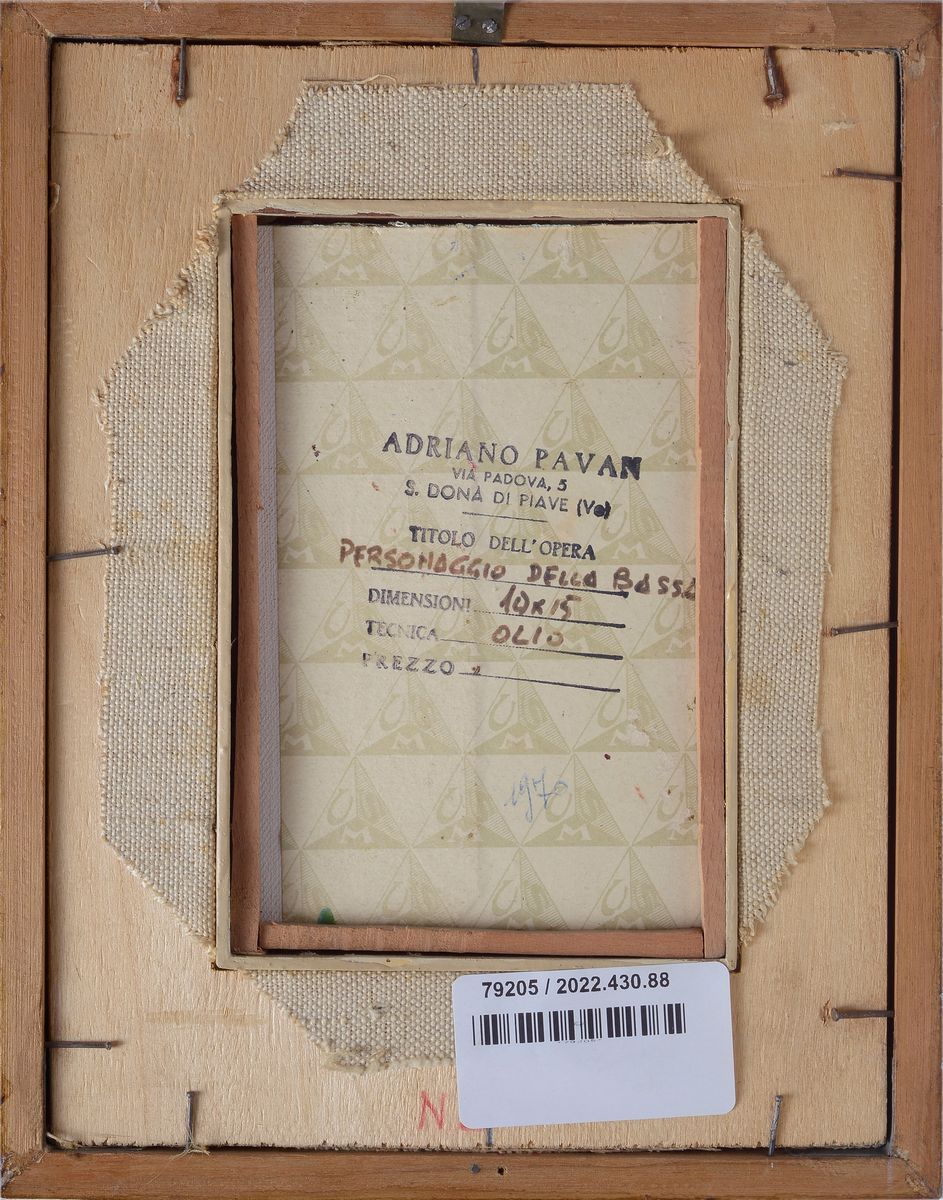 ADRIANO PAVAN
VIA PADOVA, 5
S. DONÀ DI PIAVE (Ve)
TITOLO DELL'OPERA
PERSONAGGIO DELLA BASSA
DIMENSIONI 10x15
TECNICA OLIO
PREZZO
1970
79205 / 2022.430.88
N